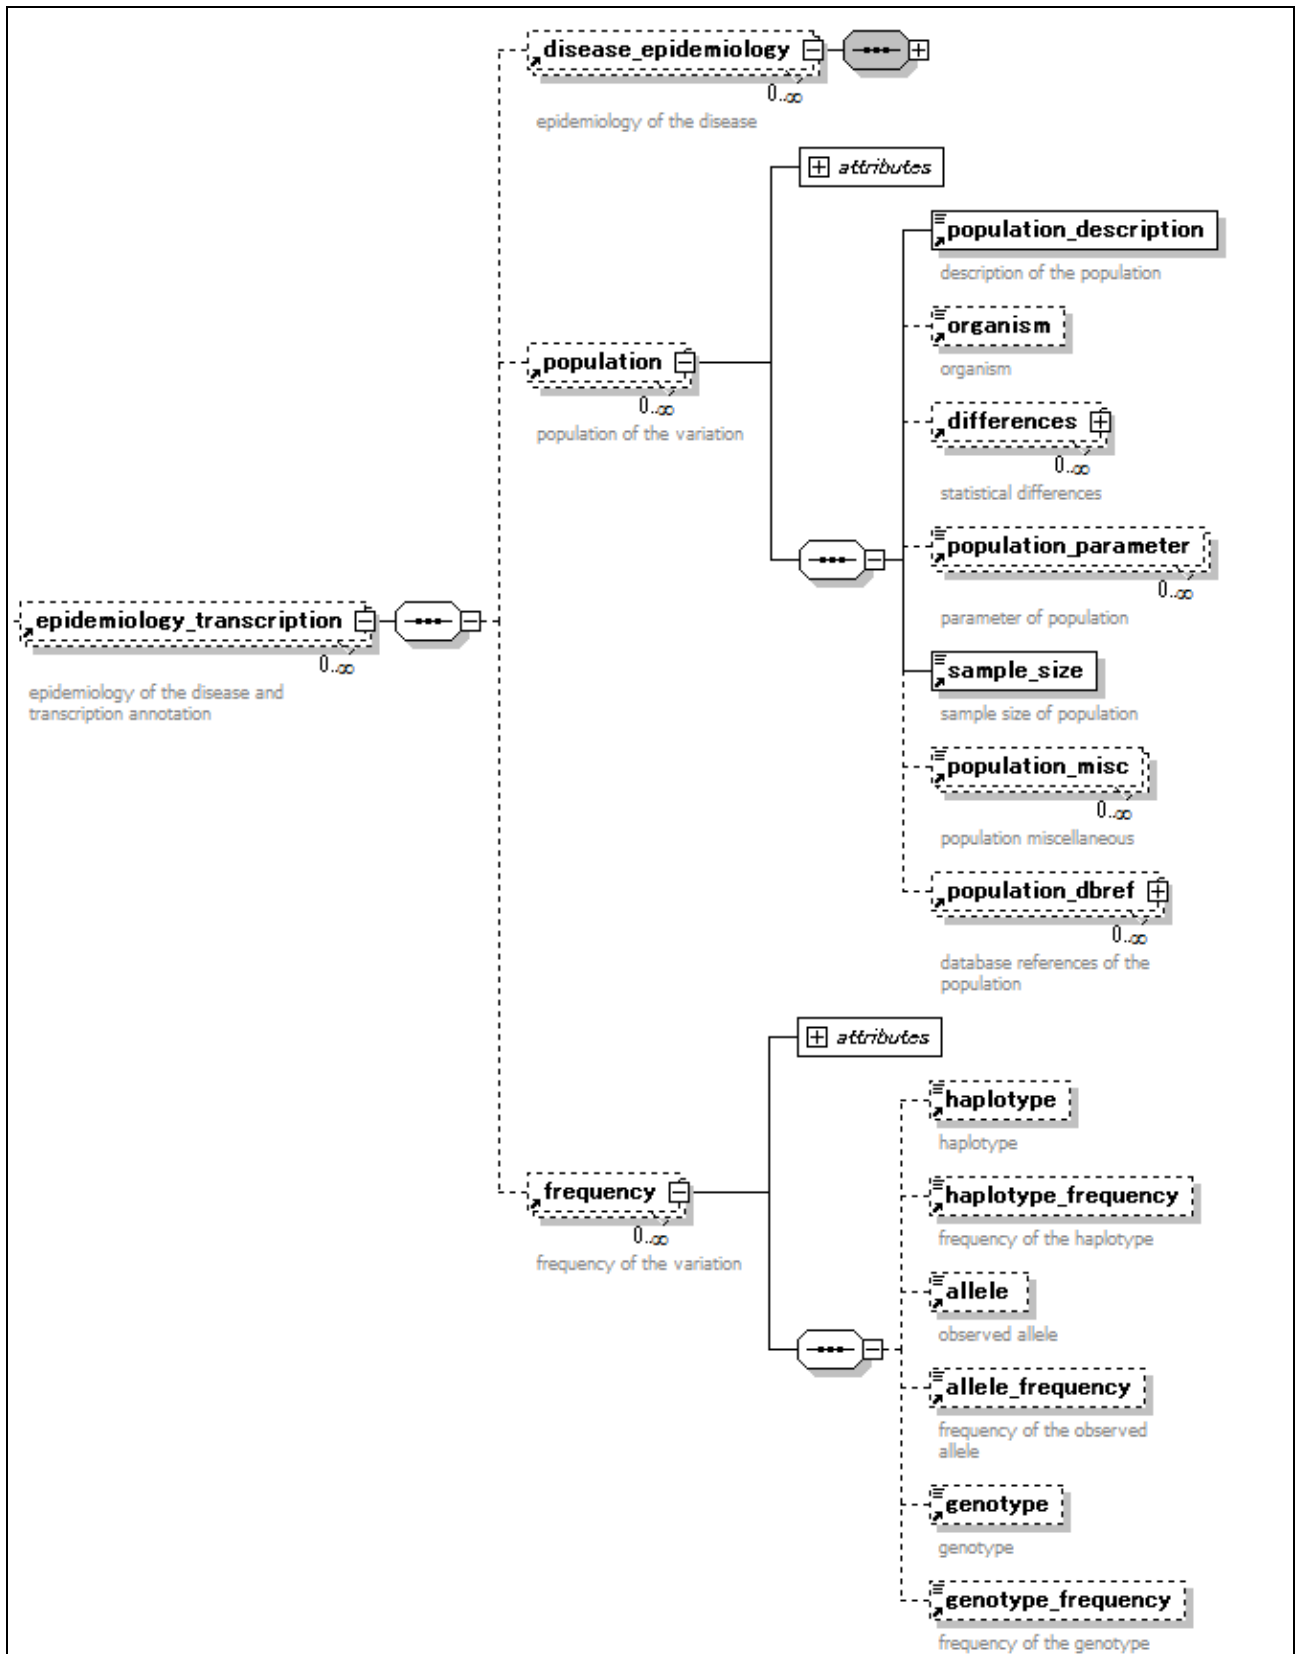 disease_epidemiology
0..∞
epidemiology of the disease
attributes
population_description
description of the population
organism
organism
population
0..∞
population of the variation
differences
0..∞
statistical differences
population_parameter
0..∞
parameter of population
epidemiology_transcription
0..∞
epidemiology of the disease and
transcription annotation
sample_size
sample size of population
population_misc
0..∞
population miscellaneous
population_dbref
0..∞
database references of the
population
attributes
haplotype
haplotype
frequency
0..∞
frequency of the variation
haplotype_frequency
frequency of the haplotype
allele
observed allele
allele_frequency
frequency of the observed
allele
genotype
genotype
genotype_frequency
frequency of the genotype